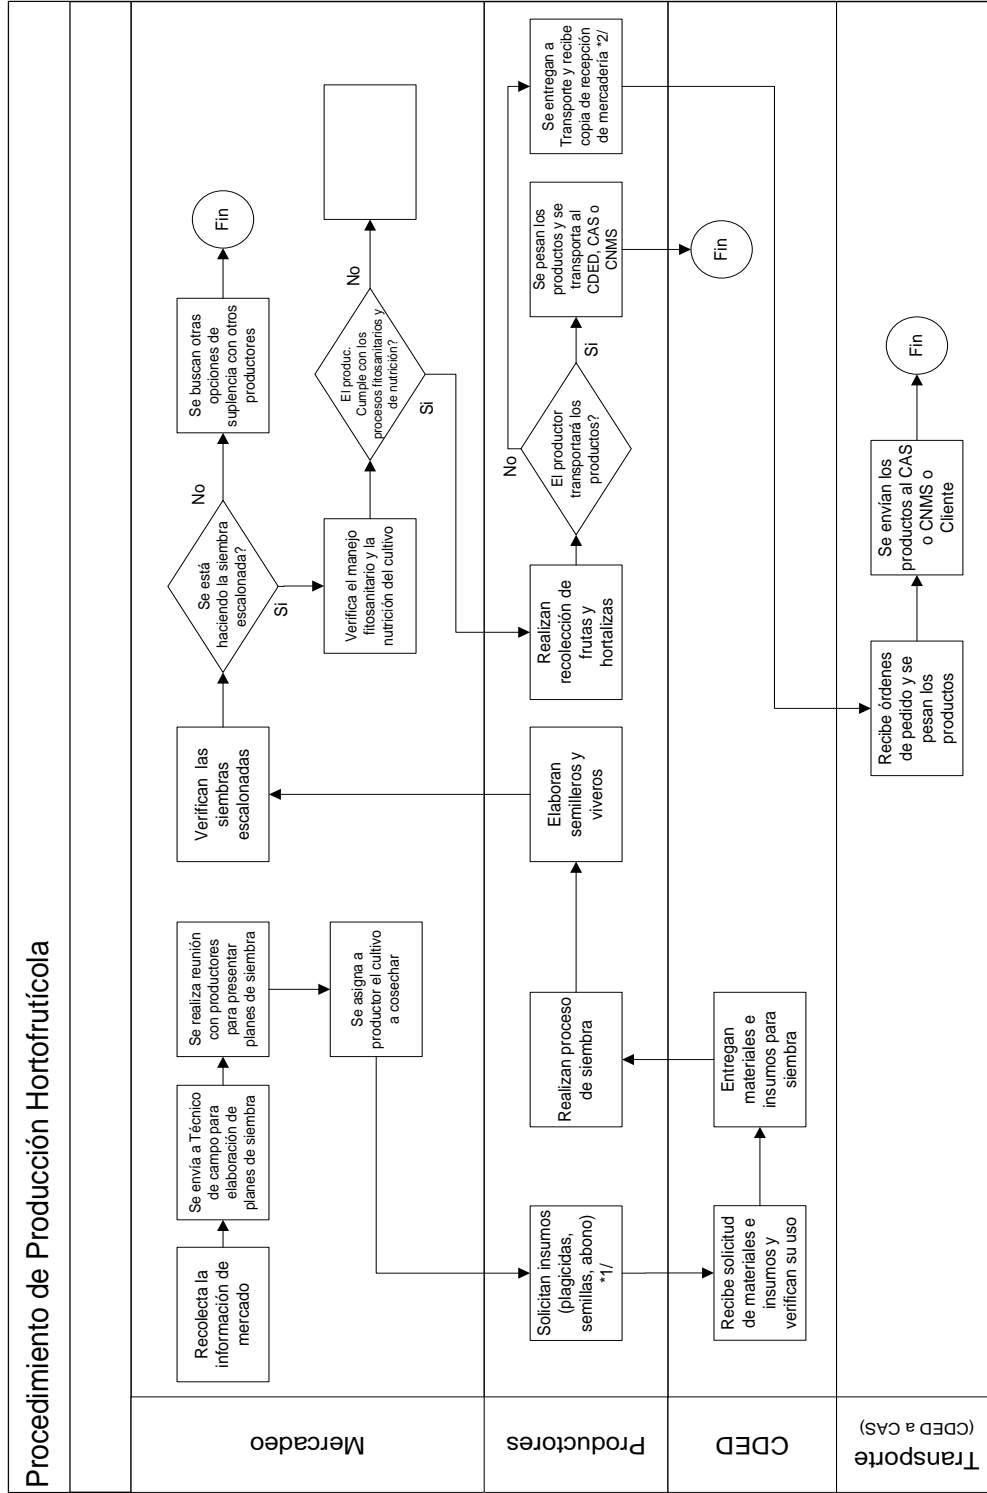 Procedimiento de Producción Hortofrutícola
Mercadeo
Recolecta la
información de
mercado
Se envía a Técnico
de campo para
elaboración de
planes de siembra
Se realiza reunión
con productores
para presentar
planes de siembra
Se asigna a
productor el cultivo
a cosechar
Verifican las
siembras
escalonadas
Se está
haciendo la siembra
escalonada?
No
Si
Se buscan otras
opciones de
suplencia con otros
productores
Fin
Verifica el manejo
fitosanitario y la
nutrición del cultivo
El produc.
Cumple con los
procesos fitosanitarios y
de nutrición?
No
Si
Productores
Solicitan insumos
(plagicidas,
semillas, abono)
*1/
Realizan proceso
de siembra
Elaboran
semilleros y
viveros
Realizan
recolección de
frutas y
hortalizas
El productor
transportará los
productos?
No
Si
Se pesan los
productos y se
transporta al
CDED, CAS o
CNMS
Se entregan a
Transporte y recibe
copia de recepción
de mercadería *2/
Fin
CDED
Recibe solicitud
de materiales e
insumos y
verifican su uso
Entregan
materiales e
insumos para
siembra
Transporte
(CDED a CAS)
Recibe órdenes
de pedido y se
pesan los
productos
Se envían los
productos al CAS
o CNMS o
Cliente
Fin